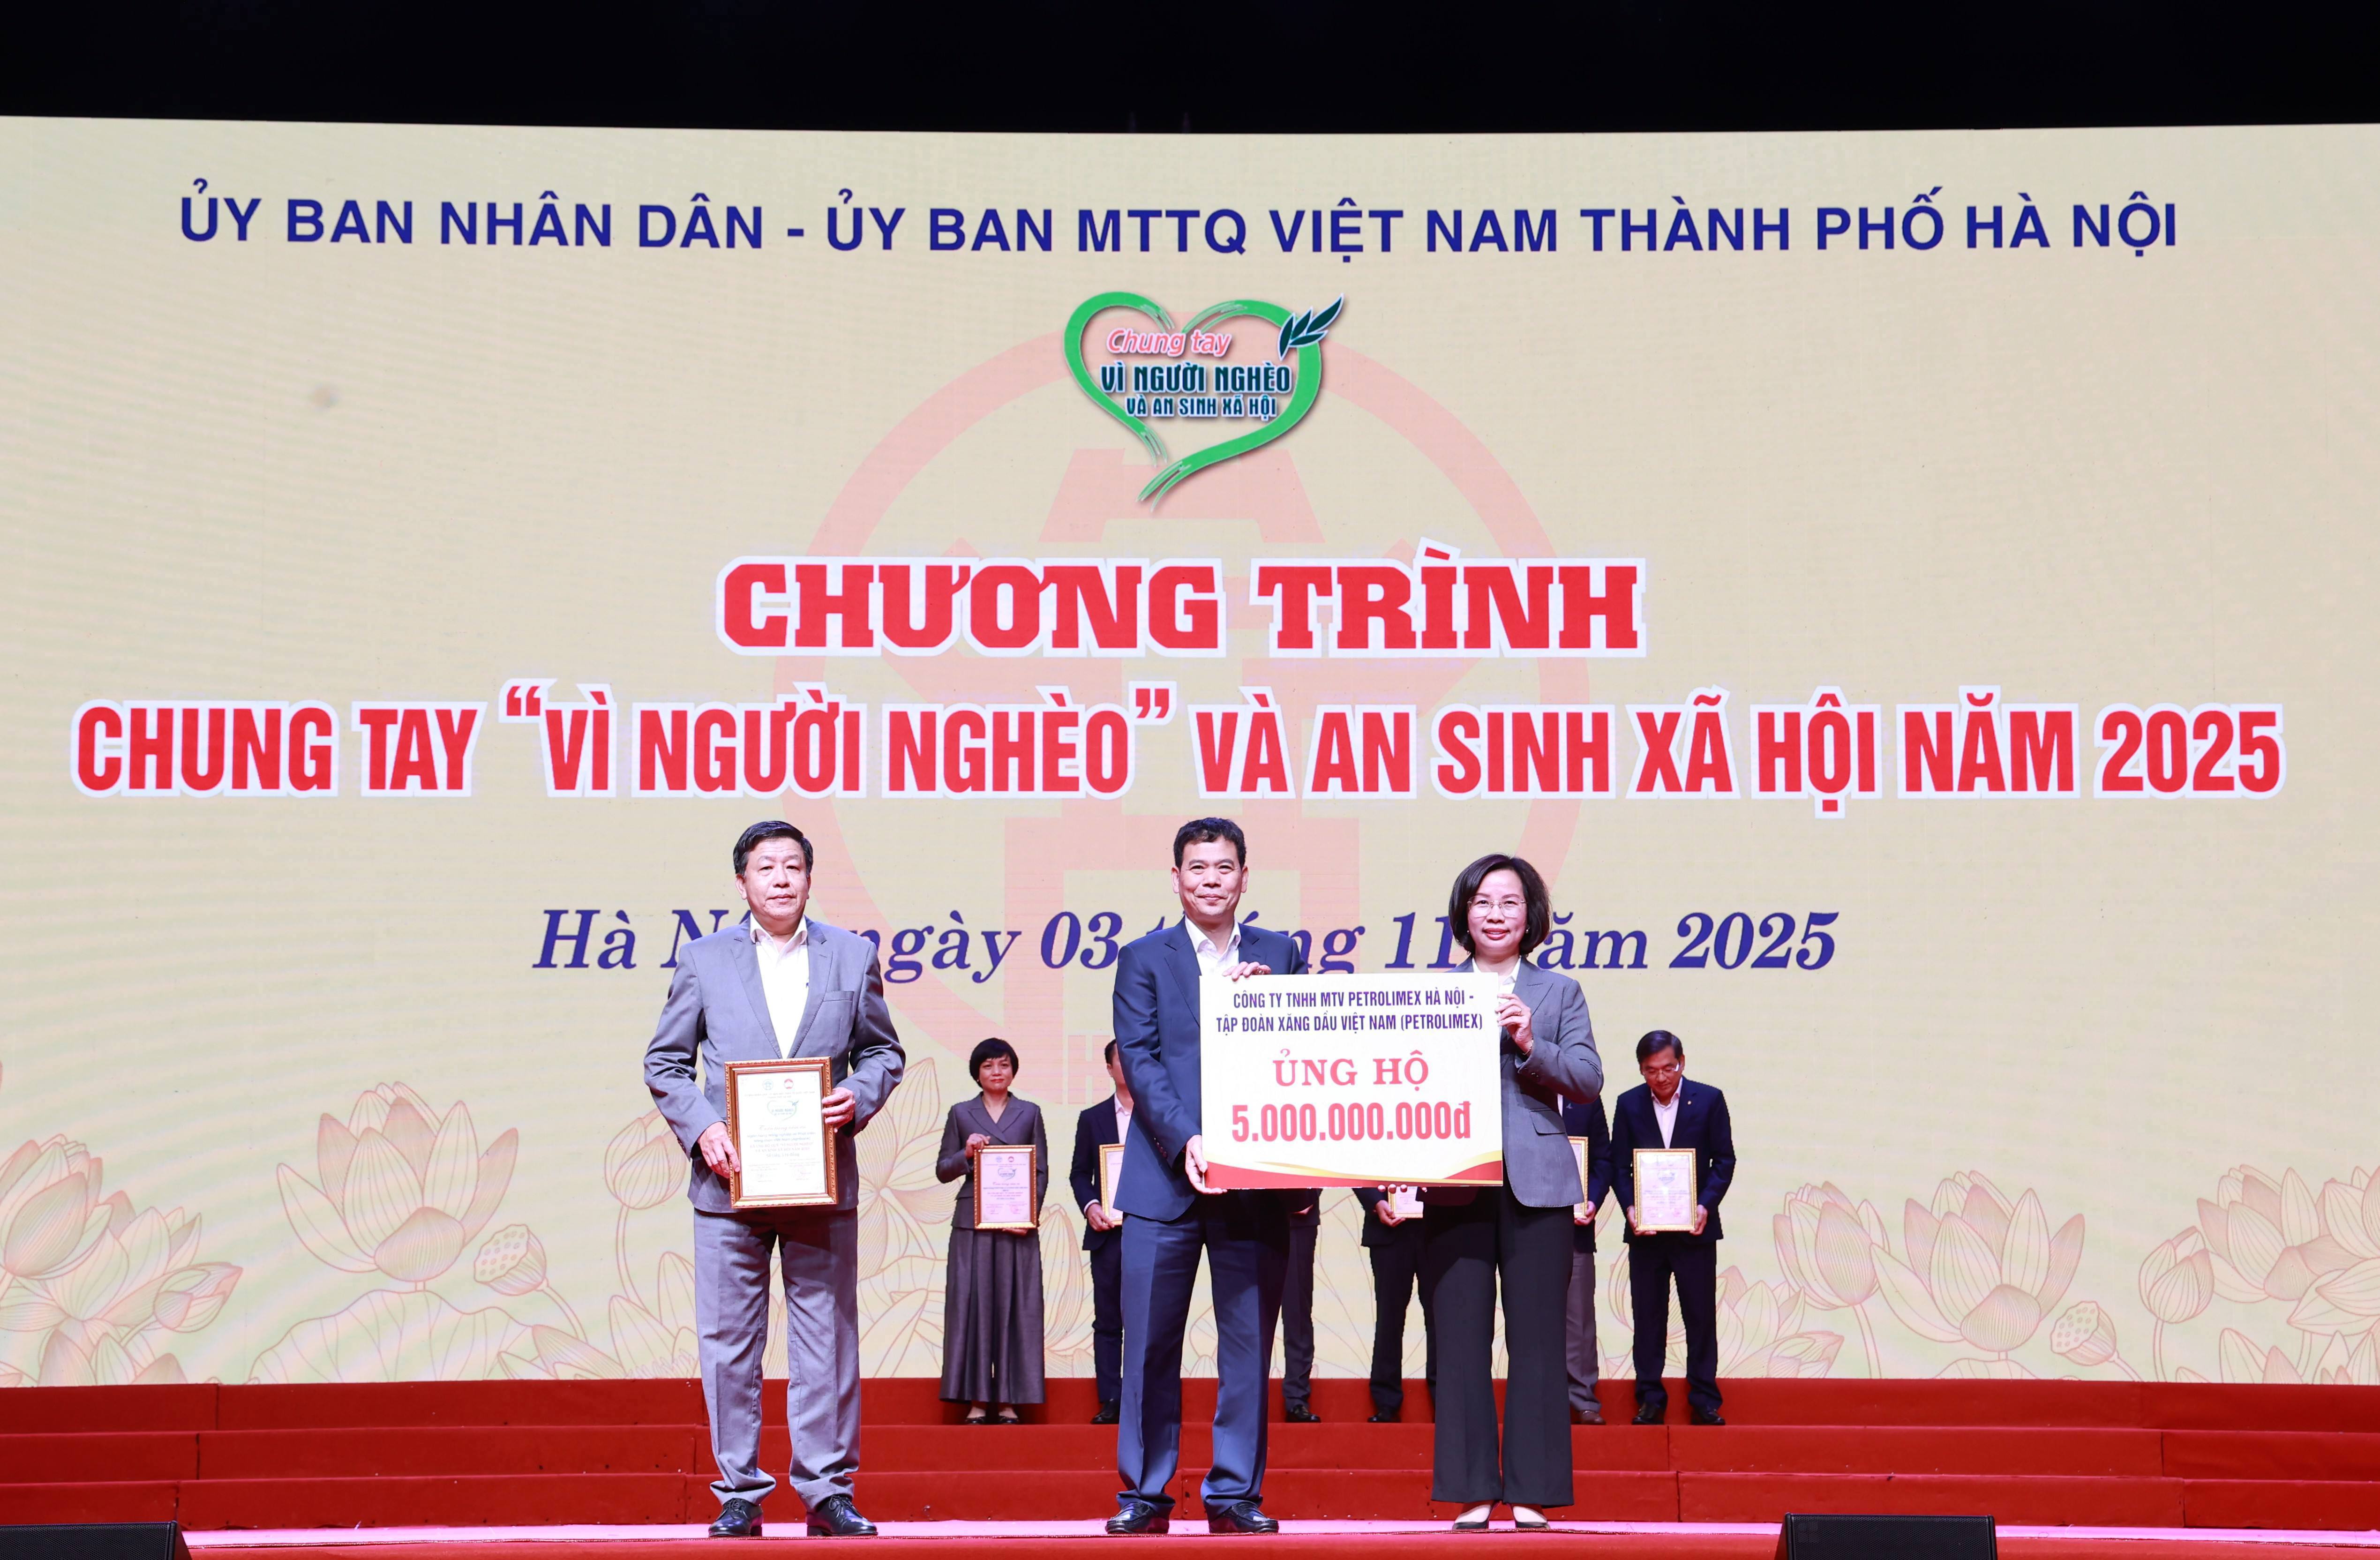 ỦY BAN NHÂN DÂN - ỦY BAN MTTQ VIỆT NAM THÀNH PHỐ HÀ NỘI
Chung tay
VÌ NGƯỜI NGHÈO
VÀ AN SINH XÃ HỘI
CHƯƠNG TRÌNH
CHUNG TAY “VÌ NGƯỜI NGHÈO” VÀ AN SINH XÃ HỘI NĂM 2025
Hà ngày 03 11 2025
CÔNG TY TNHH MTV PETROLIMEX HÀ NỘI -
TẬP ĐOÀN XĂNG DẦU VIỆT NAM (PETROLIMEX)
ỦNG HỘ
5.000.000.000đ